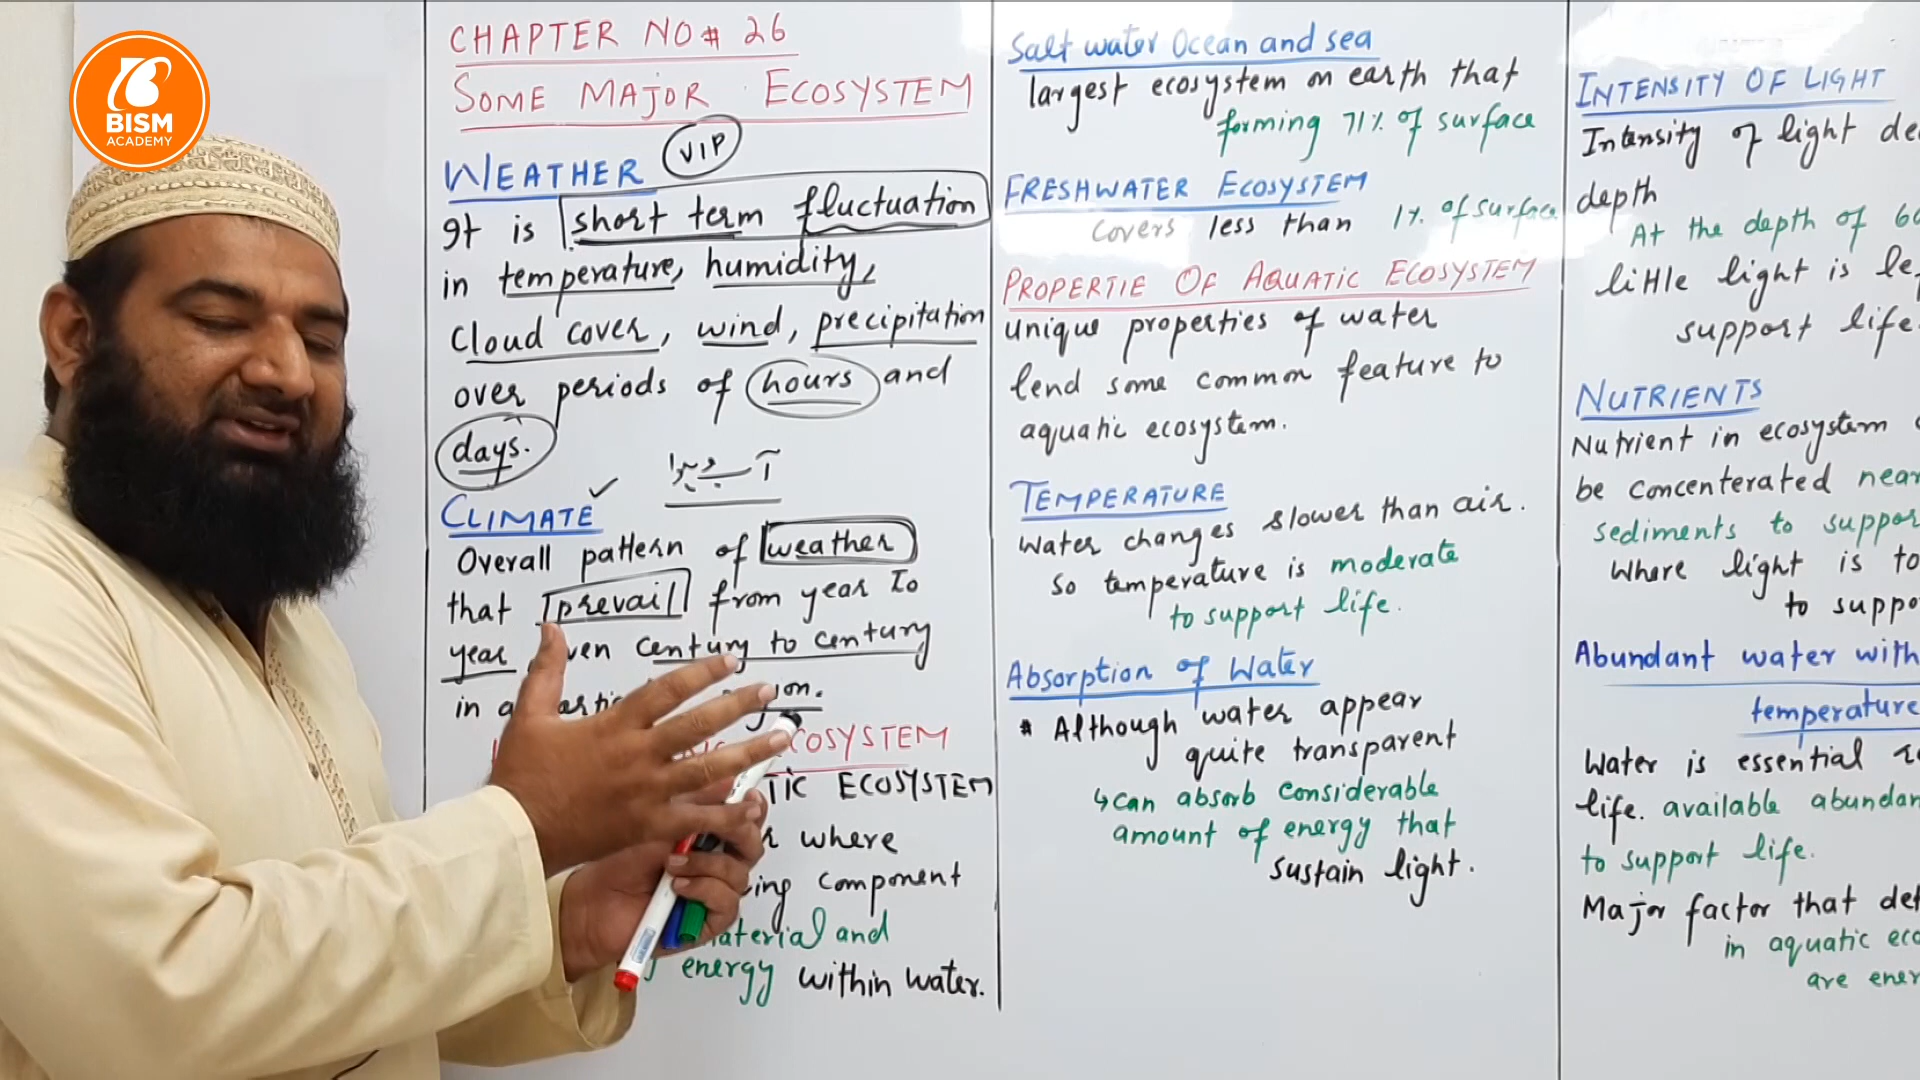 BISM
ACADEMY
CHAPTER NO # 26
SOME MAJOR ECOSYSTEM
WEATHER VIP
It is short term fluctuation
in temperature, humidity,
Cloud cover, wind, precipitation
over periods of hours and
days.
CLIMATE ✓
Overall pattern of weather
that prevail from year to
year even century to century
in a
ECOSYSTEM
TIC ECOSYSTEM
where
component
material and
energy within water.
Salt water Ocean and sea
largest ecosystem on earth that
forming 71% of surface
FRESHWATER ECOSYSTEM
covers less than 1% of surface
PROPERTIE OF AQUATIC ECOSYSTEM
unique properties of water
lend some common feature to
aquatic ecosystem.
TEMPERATURE
Water changes slower than air.
So temperature is moderate
to support life.
Absorption of Water
* Although water appear
quite transparent
↳ can absorb considerable
amount of energy that
sustain light.
INTENSITY OF LIGHT
Intensity of light de
depth
At the depth of 60
little light is le
support life.
NUTRIENTS
Nutrient in ecosystem
be concenterated near
sediments to suppor
Where light is to
to suppo
Abundant water with
temperature
Water is essential
life. available abundan
to support life.
Major factor that det
in aquatic eco
are ener